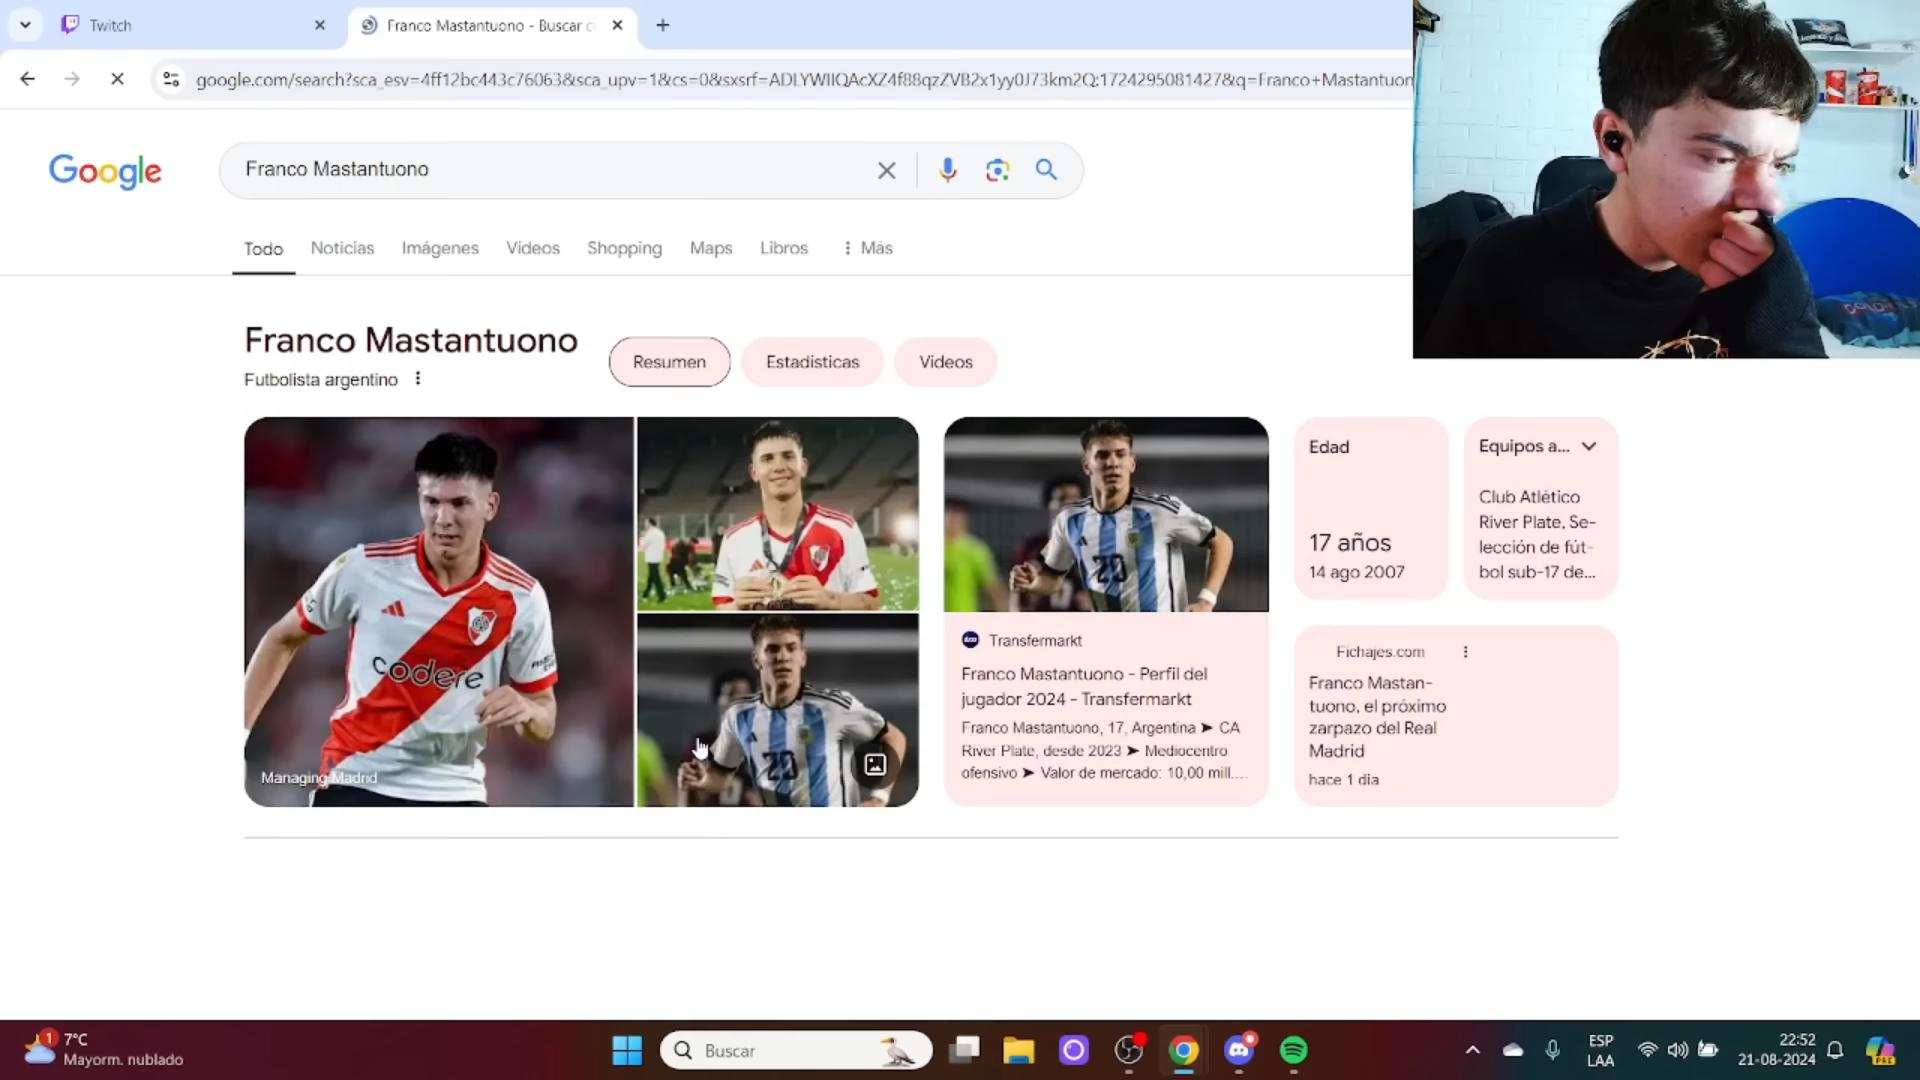 Twitch
Franco Mastantuono - Buscar c
google.com/search?sca_esv=4ff12bc443c76063&sca_upv=1&cs=0&sxsrf=ADLYWIIQAcXZ4f88qzZVB2x1yy0J73km2Q:1724295081427&q=Franco+Mastantuon
Google
Franco Mastantuono
Todo
Noticias
Imágenes
Videos
Shopping
Maps
Libros
Más
Franco Mastantuono
Futbolista argentino
Resumen
Estadísticas
Videos
codere
Managing Madrid
20
20
Transfermarkt
Franco Mastantuono - Perfil del
jugador 2024 - Transfermarkt
Franco Mastantuono, 17, Argentina ➤ CA
River Plate, desde 2023 ➤ Mediocentro
ofensivo ➤ Valor de mercado: 10,00 mill....
Edad
17 años
14 ago 2007
Equipos a...
Club Atlético
River Plate, Se-
lección de fút-
bol sub-17 de...
Fichajes.com
Franco Mastan-
tuono, el próximo
zarpazo del Real
Madrid
hace 1 día
1
7°C
Mayorm. nublado
Buscar
ESP
LAA
22:52
21-08-2024
PRE